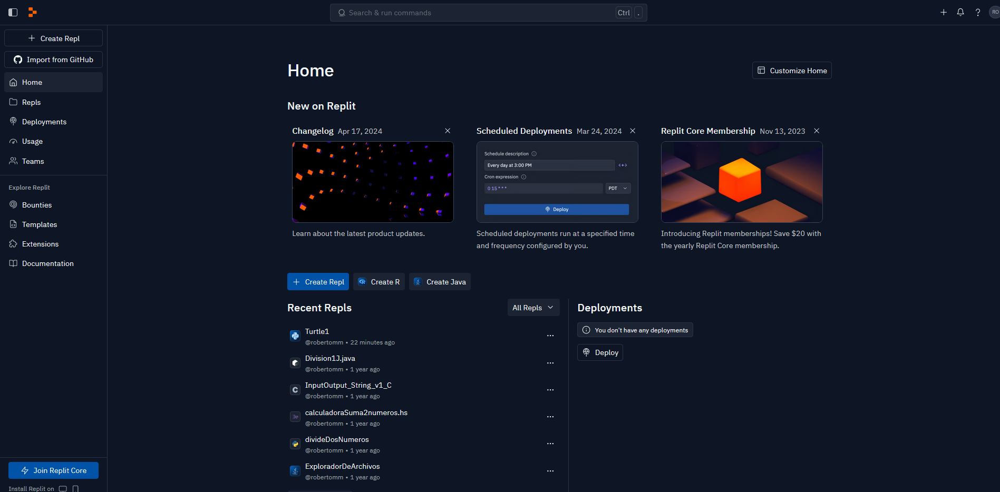 Search & run commands
Ctrl
.
RO
Create Repl
Import from GitHub
Home
Repls
Deployments
Usage
Teams
Explore Replit
Bounties
Templates
Extensions
Documentation
Join Replit Core
Install Replit on
Home
Customize Home
New on Replit
Changelog Apr 17, 2024
Learn about the latest product updates.
Scheduled Deployments Mar 24, 2024
Schedule description
Every day at 3:00 PM
Cron expression
0 15 * * *
PDT
Deploy
Scheduled deployments run at a specified time
and frequency configured by you.
Replit Core Membership Nov 13, 2023
Introducing Replit memberships! Save $20 with
the yearly Replit Core membership.
Create Repl
Create R
Create Java
Recent Repls
All Repls
Turtle1
@robertomm • 22 minutes ago
Division1J.java
@robertomm • 1 year ago
InputOutput_String_v1_C
@robertomm • 1 year ago
calculadoraSuma2numeros.hs
@robertomm • 1 year ago
divideDosNumeros
@robertomm • 1 year ago
ExploradorDeArchivos
@robertomm • 1 year ago
Deployments
You don't have any deployments
Deploy